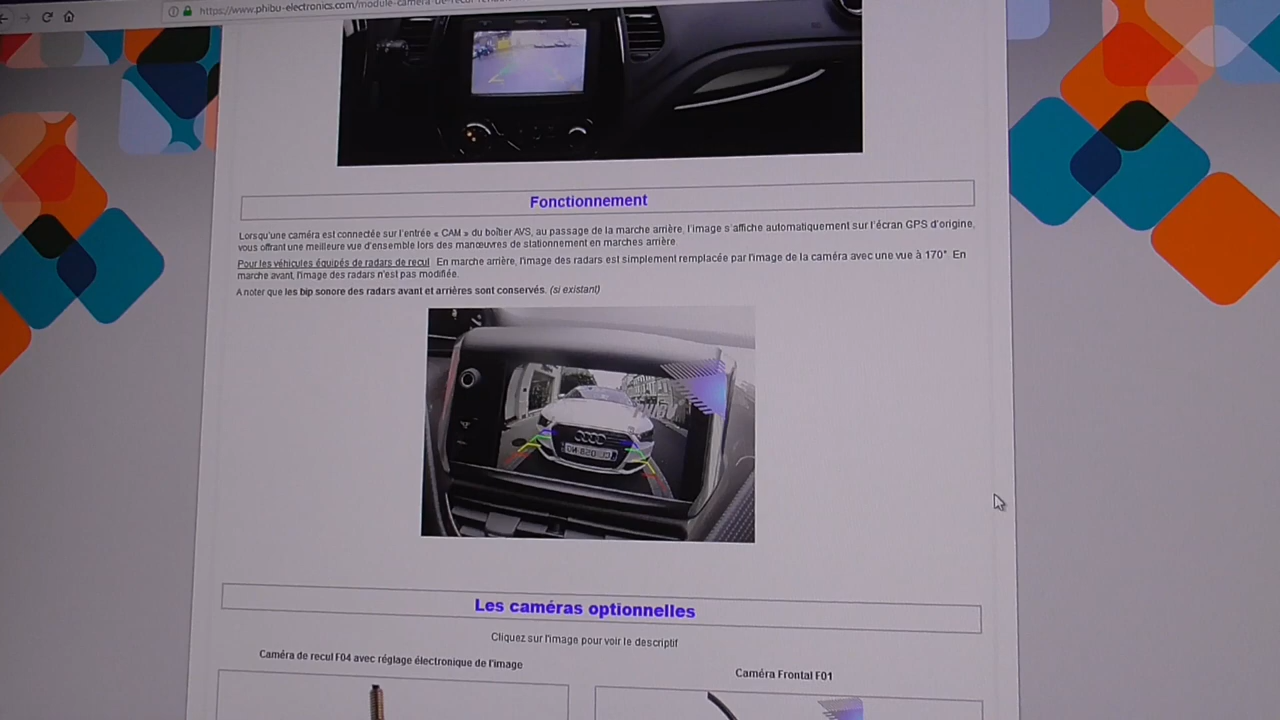 https://www.phibu-electronics.com/module-camera-de-recul-
Fonctionnement
Lorsqu'une caméra est connectée sur l'entrée « CAM » du boîtier AVS, au passage de la marche arrière, l'image s'affiche automatiquement sur l'écran GPS d'origine,
vous offrant une meilleure vue d'ensemble lors des manœuvres de stationnement en marches arrière
Pour les véhicules équipés de radars de recul En marche arrière, l'image des radars est simplement remplacée par l'image de la caméra avec une vue à 170°. En
marche avant, l'image des radars n'est pas modifiée.
A noter que les bip sonore des radars avant et arrières sont conservés. (si existant)
Les caméras optionnelles
Cliquez sur l'image pour voir le descriptif
Caméra de recul F04 avec réglage électronique de l'image
Caméra Frontal F01